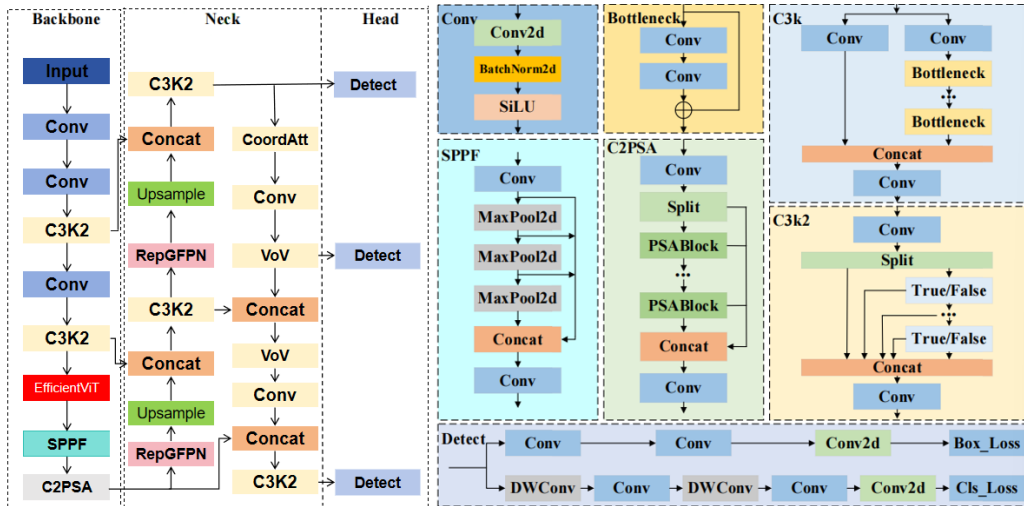 Backbone
Neck
Head
Input
Conv
Conv
C3K2
Conv
C3K2
EfficientViT
SPPF
C2PSA
C3K2
Concat
Upsample
RepGFPN
C3K2
Concat
Upsample
RepGFPN
CoordAtt
Conv
VoV
Concat
VoV
Conv
Concat
C3K2
Detect
Detect
Detect
Conv
Conv2d
BatchNorm2d
SiLU
Bottleneck
Conv
Conv
C3k
Conv
Conv
Bottleneck
Bottleneck
Concat
Conv
SPPF
Conv
MaxPool2d
MaxPool2d
MaxPool2d
Concat
Conv
C2PSA
Conv
Split
PSABlock
PSABlock
Concat
Conv
C3k2
Conv
Split
True/False
True/False
Concat
Conv
Detect
Conv
Conv
Conv2d
Box_Loss
DWConv
Conv
DWConv
Conv
Conv2d
Cls_Loss